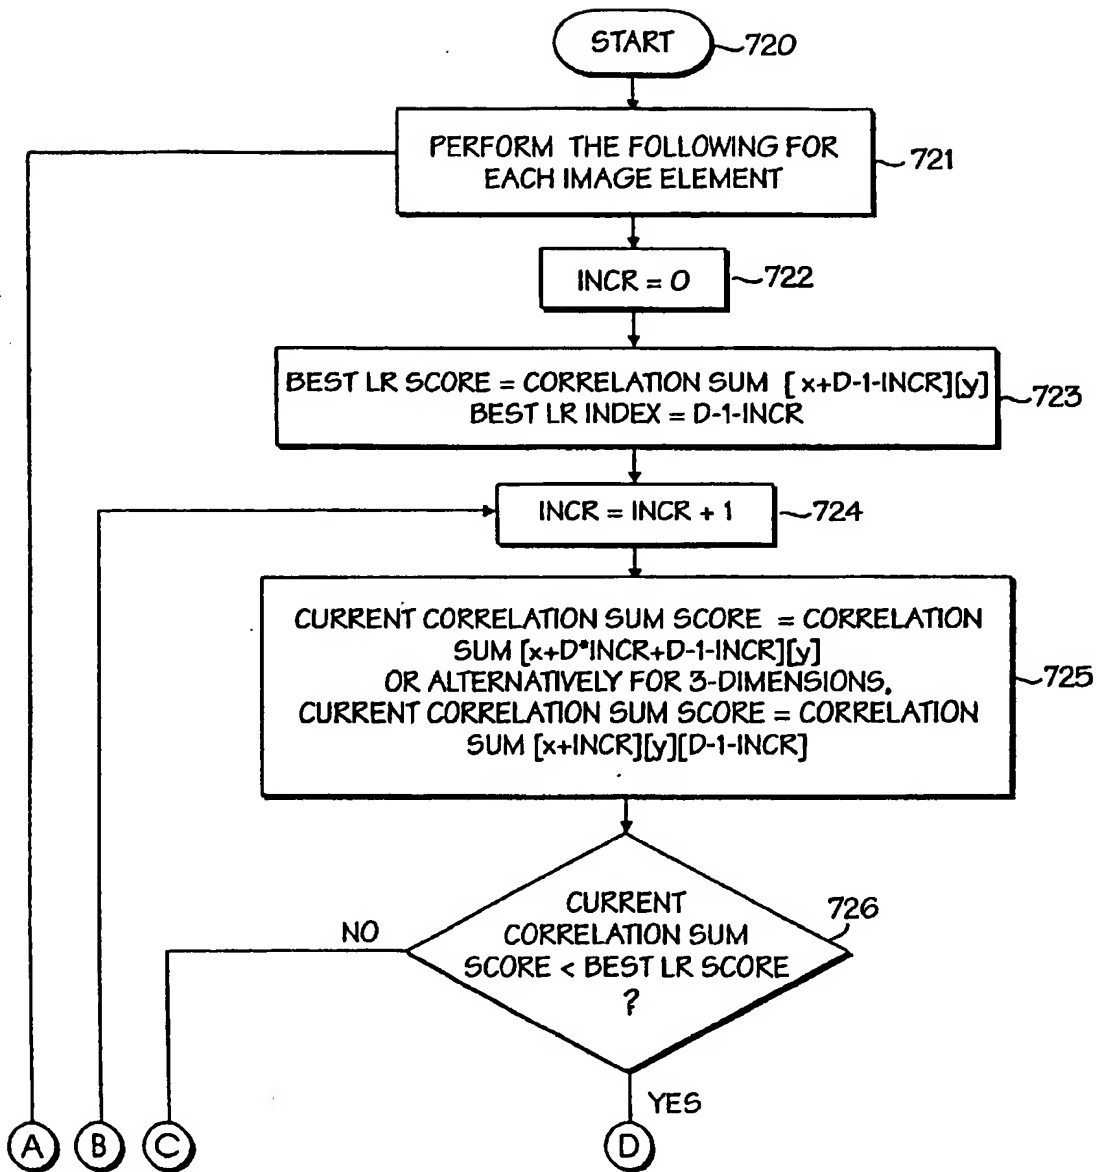 START
720
PERFORM THE FOLLOWING FOR
EACH IMAGE ELEMENT
721
INCR = 0
722
BEST LR SCORE = CORRELATION SUM [x+D-1-INCR][y]
BEST LR INDEX = D-1-INCR
723
INCR = INCR + 1
724
CURRENT CORRELATION SUM SCORE = CORRELATION
SUM [x+D*INCR+D-1-INCR][y]
OR ALTERNATIVELY FOR 3-DIMENSIONS,
CURRENT CORRELATION SUM SCORE = CORRELATION
SUM [x+INCR][y][D-1-INCR]
725
CURRENT
CORRELATION SUM
SCORE < BEST LR SCORE
?
726
NO
YES
A
B
C
D